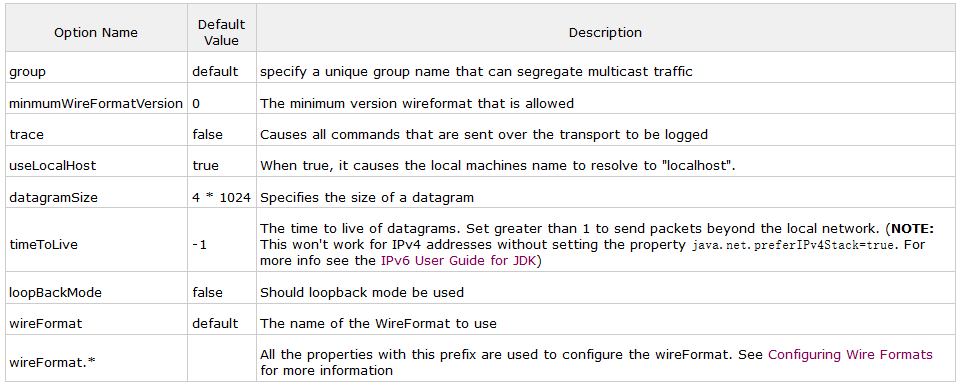 Option Name Default Value Description
group default specify a unique group name that can segregate multicast traffic
minmumWireFormatVersion 0 The minimum version wireformat that is allowed
trace false Causes all commands that are sent over the transport to be logged
useLocalHost true When true, it causes the local machines name to resolve to "localhost".
datagramSize 4 * 1024 Specifies the size of a datagram
timeToLive -1 The time to live of datagrams. Set greater than 1 to send packets beyond the local network. (NOTE:
This won't work for IPv4 addresses without setting the property java.net.preferIPv4Stack=true. For
more info see the IPv6 User Guide for JDK)
loopBackMode false Should loopback mode be used
wireFormat default The name of the WireFormat to use
wireFormat.* All the properties with this prefix are used to configure the wireFormat. See Configuring Wire Formats
for more information